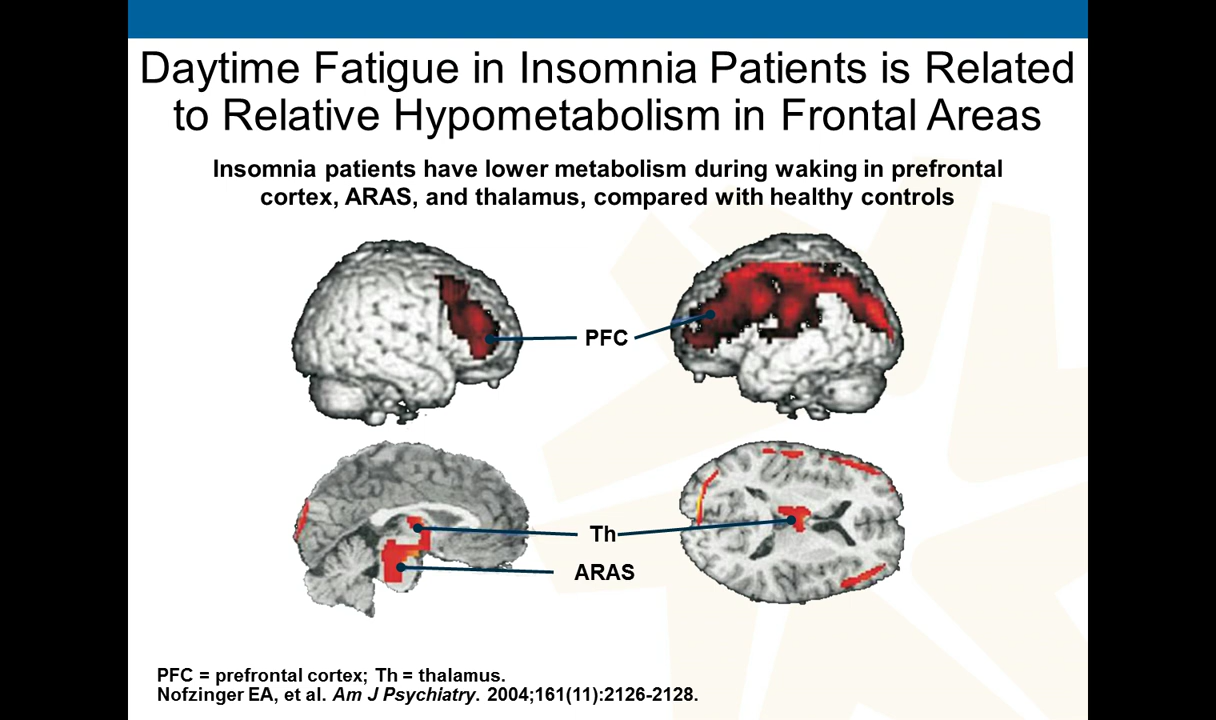 Daytime Fatigue in Insomnia Patients is Related
to Relative Hypometabolism in Frontal Areas
Insomnia patients have lower metabolism during waking in prefrontal
cortex, ARAS, and thalamus, compared with healthy controls
PFC
Th
ARAS
PFC = prefrontal cortex; Th = thalamus.
Nofzinger EA, et al. Am J Psychiatry. 2004;161(11):2126-2128.